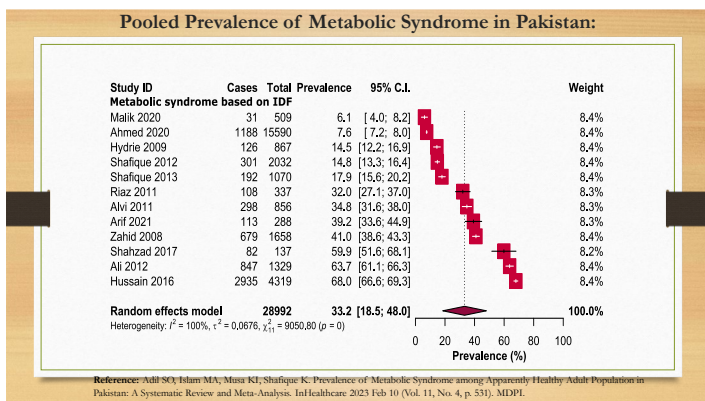 Pooled Prevalence of Metabolic Syndrome in Pakistan:
Study ID Cases Total Prevalence 95% C.I. Weight
Metabolic syndrome based on IDF
Malik 2020 31 509 6.1 [ 4.0; 8.2] 8.4%
Ahmed 2020 1188 15590 7.6 [ 7.2; 8.0] 8.4%
Hydrie 2009 126 867 14.5 [12.2; 16.9] 8.4%
Shafique 2012 301 2032 14.8 [13.3; 16.4] 8.4%
Shafique 2013 192 1070 17.9 [15.6; 20.2] 8.4%
Riaz 2011 108 337 32.0 [27.1; 37.0] 8.3%
Alvi 2011 298 856 34.8 [31.6; 38.0] 8.3%
Arif 2021 113 288 39.2 [33.6; 44.9] 8.3%
Zahid 2008 679 1658 41.0 [38.6; 43.3] 8.4%
Shahzad 2017 82 137 59.9 [51.6; 68.1] 8.2%
Ali 2012 847 1329 63.7 [61.1; 66.3] 8.4%
Hussain 2016 2935 4319 68.0 [66.6; 69.3] 8.4%
Random effects model 28992 33.2 [18.5; 48.0] 100.0%
Heterogeneity: I² = 100%, τ² = 0,0676, χ²₁₁ = 9050,80 (p = 0)
0 20 40 60 80 100
Prevalence (%)
Reference: Adil SO, Islam MA, Musa KI, Shafique K. Prevalence of Metabolic Syndrome among Apparently Healthy Adult Population in
Pakistan: A Systematic Review and Meta-Analysis. InHealthcare 2023 Feb 10 (Vol. 11, No. 4, p. 531). MDPI.